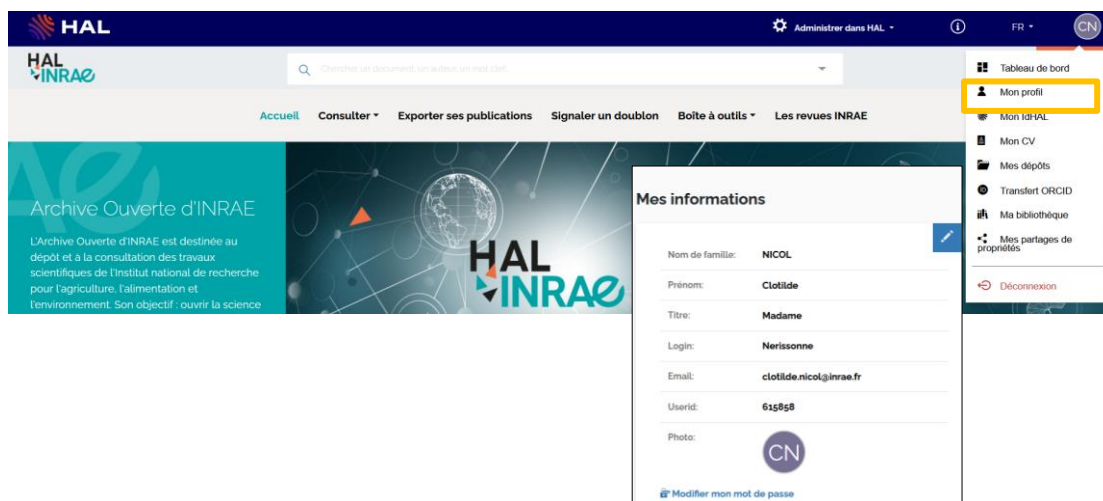 HAL
Administrer dans HAL
FR
CN
HAL
INRAE
Chercher un document, un auteur, un mot clef...
Accueil
Consulter
Exporter ses publications
Signaler un doublon
Boîte à outils
Les revues INRAE
Tableau de bord
Mon profil
Mon IdHAL
Mon CV
Mes dépôts
Transfert ORCID
Ma bibliothèque
Mes partages de
propriétés
Déconnexion
Archive Ouverte d'INRAE
L'Archive Ouverte d'INRAE est destinée au
dépôt et à la consultation des travaux
scientifiques de l'Institut national de recherche
pour l'agriculture, l'alimentation et
l'environnement. Son objectif : ouvrir la science
HAL
INRAE
Mes informations
Nom de famille: NICOL
Prénom: Clotilde
Titre: Madame
Login: Nerissonne
Email: clotilde.nicol@inrae.fr
Userid: 615858
Photo:
CN
Modifier mon mot de passe